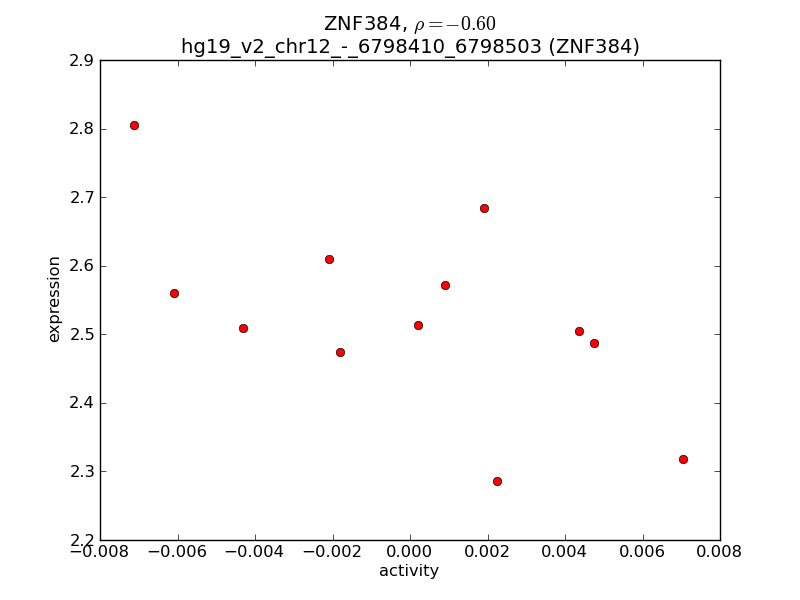 ZNF384, ρ=−0.60
hg19_v2_chr12_-_6798410_6798503 (ZNF384)
2.9
2.8
2.7
2.6
2.5
2.4
2.3
2.2
expression
−0.008 −0.006 −0.004 −0.002 0.000 0.002 0.004 0.006 0.008
activity